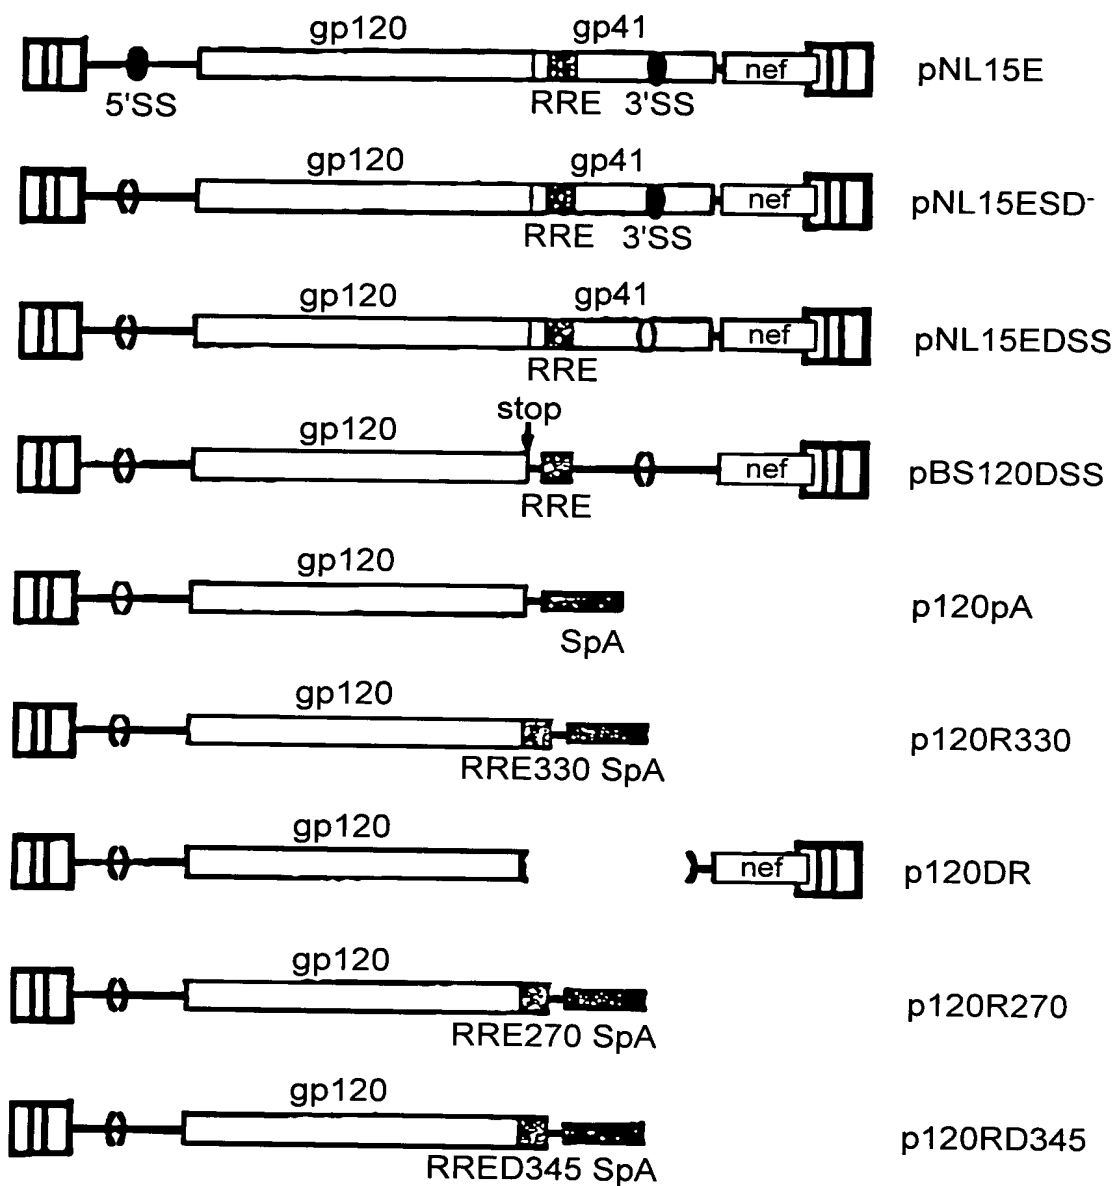 gp120 gp41
nef pNL15E
5'SS RRE 3'SS
gp120 gp41
nef pNL15ESD-
RRE 3'SS
gp120 gp41
nef pNL15EDSS
RRE
stop
gp120
nef pBS120DSS
RRE
gp120
p120pA
SpA
gp120
p120R330
RRE330 SpA
gp120
nef p120DR
gp120
p120R270
RRE270 SpA
gp120
p120RD345
RRED345 SpA